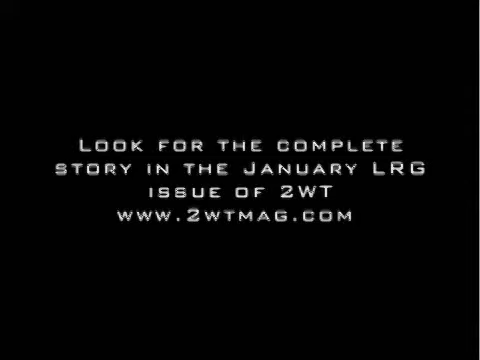 Look for the complete
story in the January LRG
issue of 2WT
www.2wtmag.com